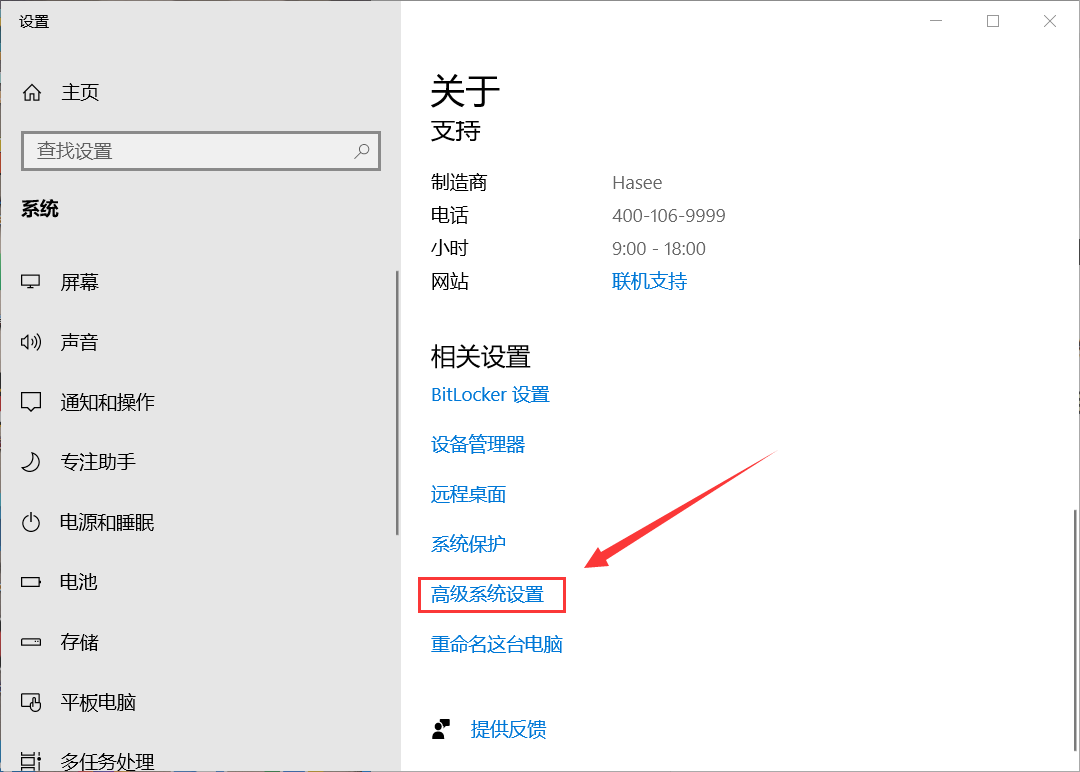 设置
主页
查找设置
系统
屏幕
声音
通知和操作
专注助手
电源和睡眠
电池
存储
平板电脑
多任务处理
关于
支持
制造商 Hasee
电话 400-106-9999
小时 9:00 - 18:00
网站 联机支持
相关设置
BitLocker 设置
设备管理器
远程桌面
系统保护
高级系统设置
重命名这台电脑
提供反馈